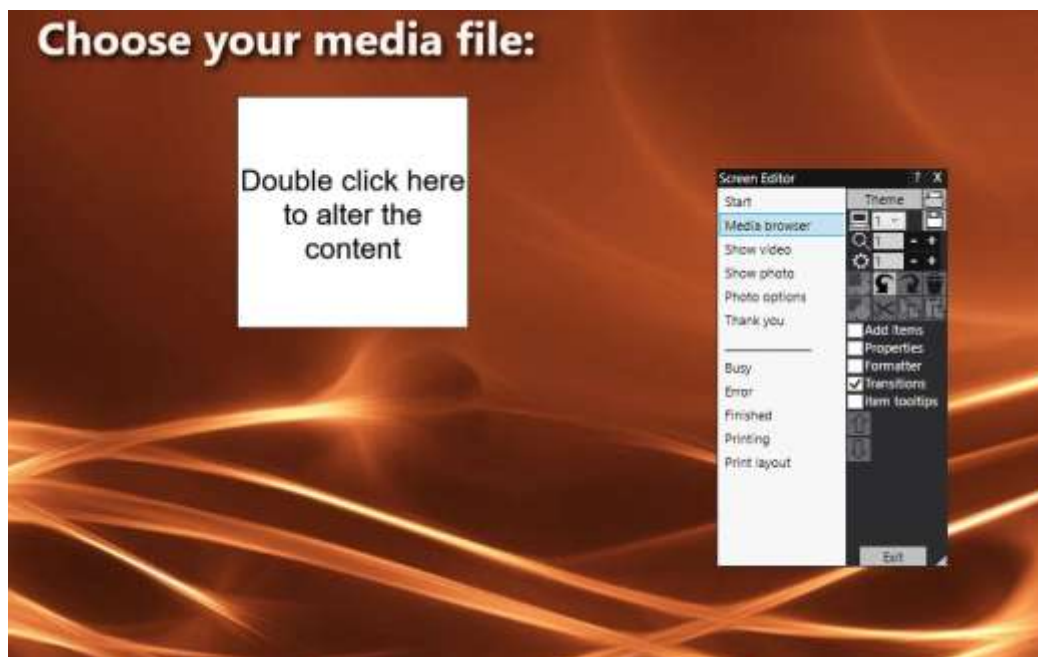 Choose your media file:
Double click here
to alter the
content
Screen Editor ? X
Start
Media browser
Show video
Show photo
Photo options
Thank you
Busy
Error
Finished
Printing
Print layout
Theme
1
1 - +
1 - +
Add items
Properties
Formatter
Transitions
Item tooltips
Exit